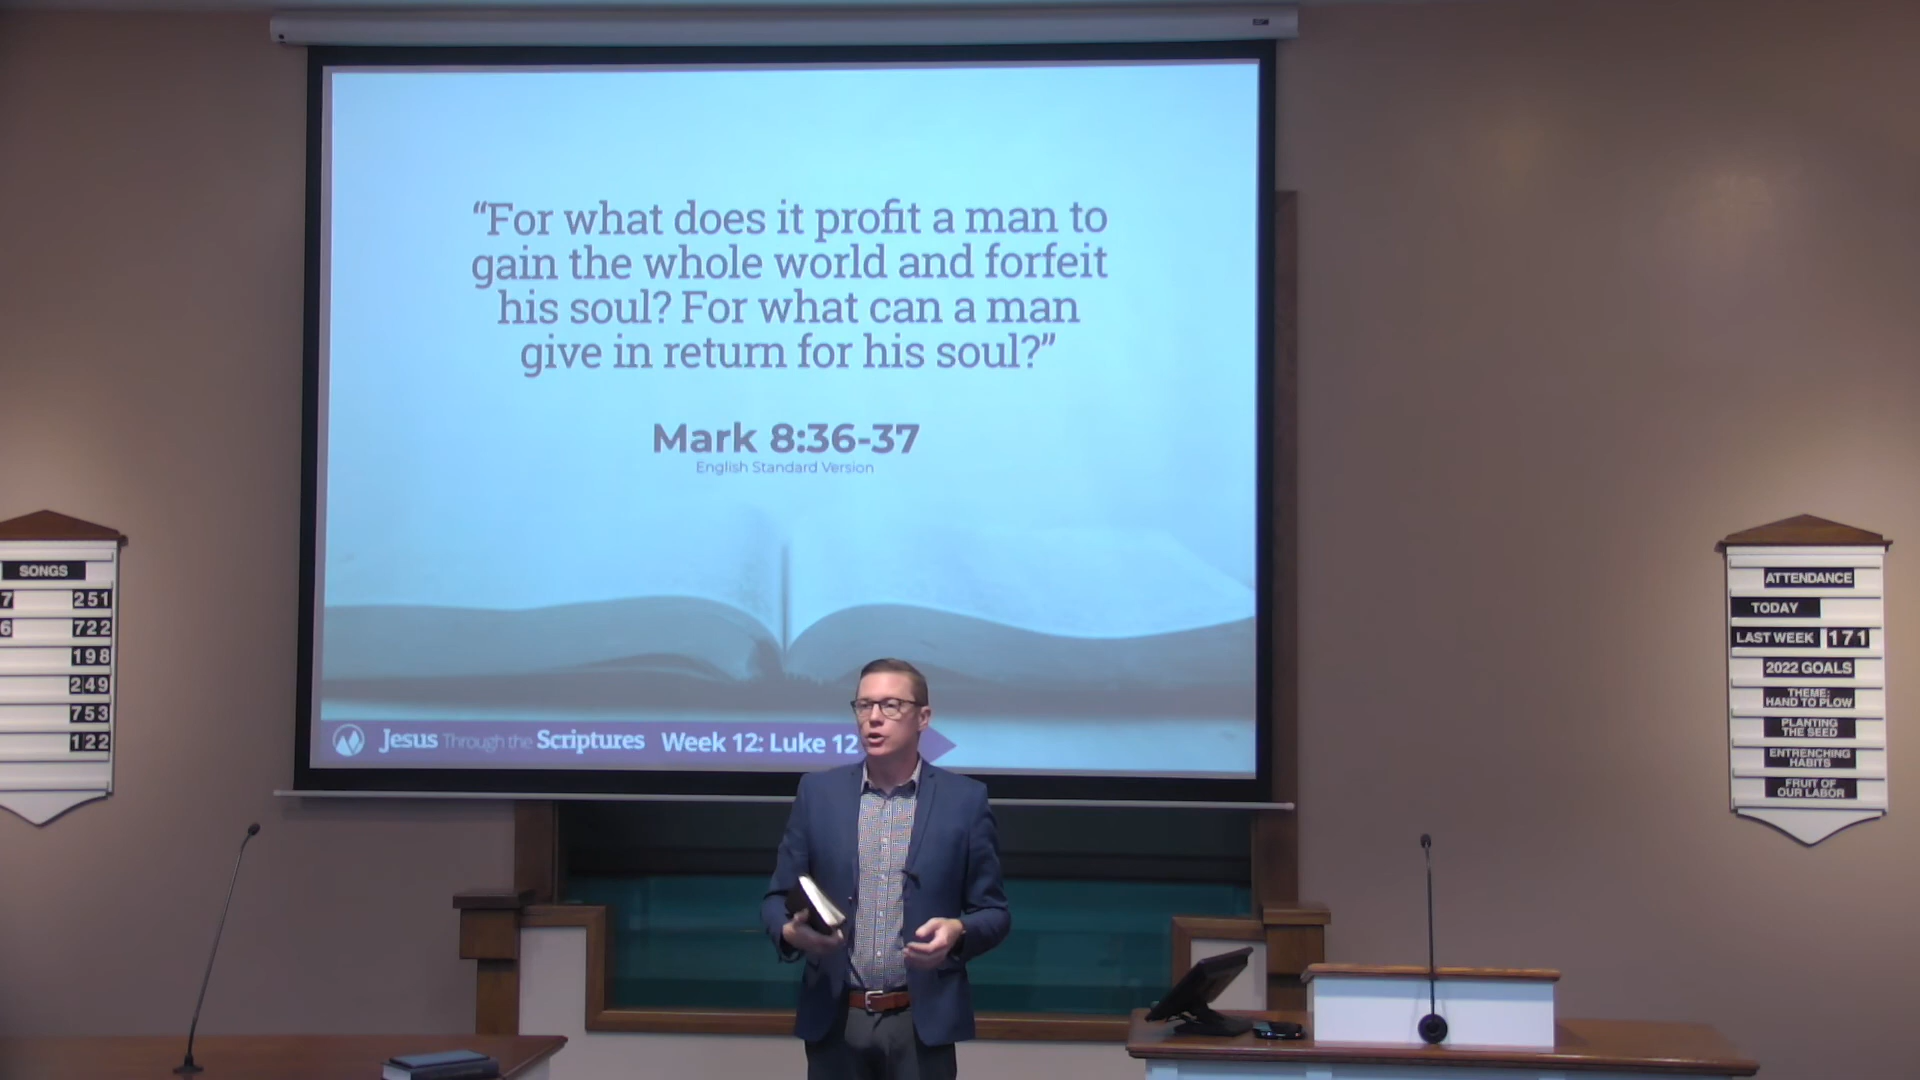 “For what does it profit a man to
gain the whole world and forfeit
his soul? For what can a man
give in return for his soul?”
Mark 8:36-37
English Standard Version
Jesus Through the Scriptures Week 12: Luke 12
SONGS
7 251
6 722
198
249
753
122
ATTENDANCE
TODAY
LAST WEEK 171
2022 GOALS
THEME:
HAND TO PLOW
PLANTING
THE SEED
ENTRENCHING
HABITS
FRUIT OF
OUR LABOR